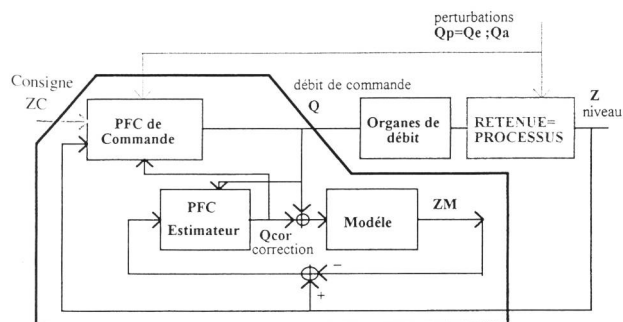 perturbations
Qp=Qe ;Qa
Consigne
ZC
débit de commande
Q
Z
niveau
PFC de
Commande
Organes de
débit
RETENUE=
PROCESSUS
PFC
Estimateur
Modéle
ZM
Qcor
correction
−
+